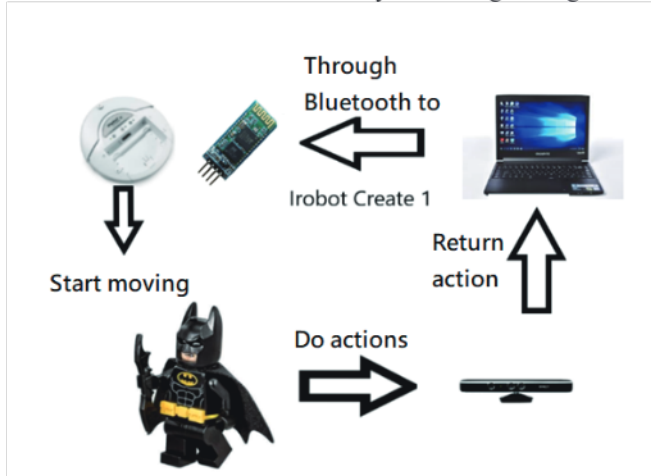 Through
Bluetooth to
Irobot Create 1
Return
action
Start moving
Do actions